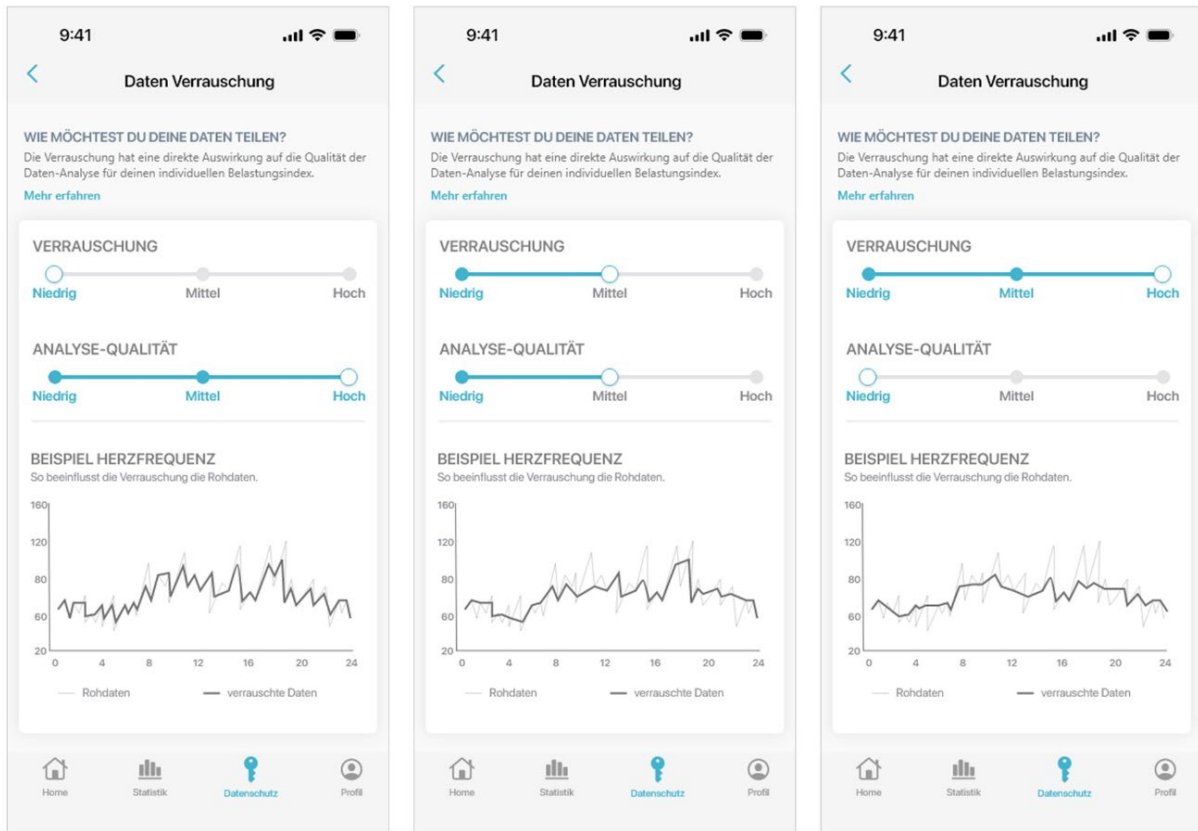 9:41
Daten Verrauschung
WIE MÖCHTEST DU DEINE DATEN TEILEN?
Die Verrauschung hat eine direkte Auswirkung auf die Qualität der
Daten-Analyse für deinen individuellen Belastungsindex.
Mehr erfahren
VERRAUSCHUNG
Niedrig Mittel Hoch
ANALYSE-QUALITÄT
Niedrig Mittel Hoch
BEISPIEL HERZFREQUENZ
So beeinflusst die Verrauschung die Rohdaten.
160
120
80
60
20
0 4 8 12 16 20 24
Rohdaten verrauschte Daten
Home Statistik Datenschutz Profil
9:41
Daten Verrauschung
WIE MÖCHTEST DU DEINE DATEN TEILEN?
Die Verrauschung hat eine direkte Auswirkung auf die Qualität der
Daten-Analyse für deinen individuellen Belastungsindex.
Mehr erfahren
VERRAUSCHUNG
Niedrig Mittel Hoch
ANALYSE-QUALITÄT
Niedrig Mittel Hoch
BEISPIEL HERZFREQUENZ
So beeinflusst die Verrauschung die Rohdaten.
160
120
80
60
20
0 4 8 12 16 20 24
Rohdaten verrauschte Daten
Home Statistik Datenschutz Profil
9:41
Daten Verrauschung
WIE MÖCHTEST DU DEINE DATEN TEILEN?
Die Verrauschung hat eine direkte Auswirkung auf die Qualität der
Daten-Analyse für deinen individuellen Belastungsindex.
Mehr erfahren
VERRAUSCHUNG
Niedrig Mittel Hoch
ANALYSE-QUALITÄT
Niedrig Mittel Hoch
BEISPIEL HERZFREQUENZ
So beeinflusst die Verrauschung die Rohdaten.
160
120
80
60
20
0 4 8 12 16 20 24
Rohdaten verrauschte Daten
Home Statistik Datenschutz Profil